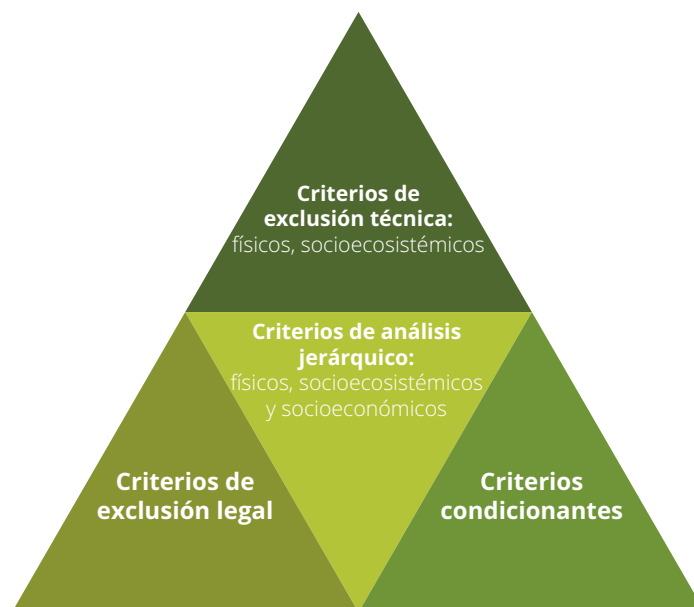 Criterios de
exclusión técnica:
físicos, socioecosistémicos
Criterios de análisis
jerárquico:
físicos, socioecosistémicos
y socioeconómicos
Criterios de
exclusión legal
Criterios
condicionantes